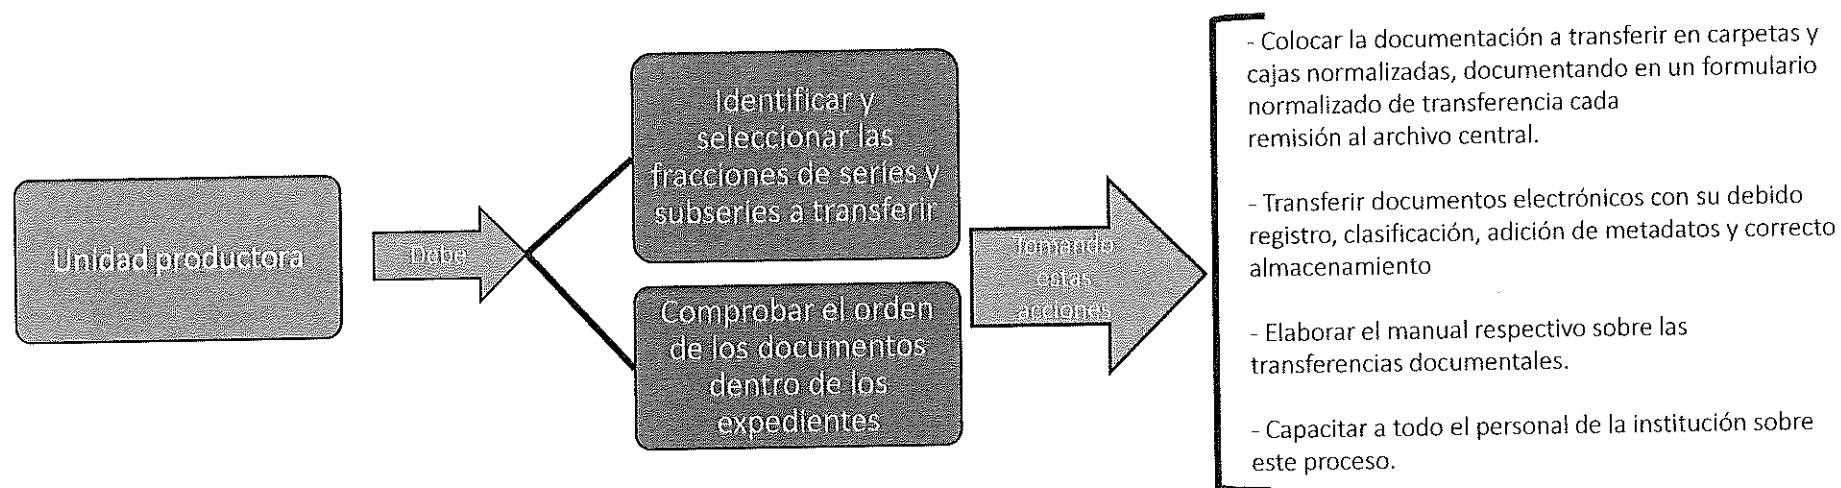 Unidad productora
Debe
Identificar y
seleccionar las
fracciones de series y
subseries a transferir
Comprobar el orden
de los documentos
dentro de los
expedientes
Tomando
estas
acciones
- Colocar la documentación a transferir en carpetas y
cajas normalizadas, documentando en un formulario
normalizado de transferencia cada
remisión al archivo central.
- Transferir documentos electrónicos con su debido
registro, clasificación, adición de metadatos y correcto
almacenamiento
- Elaborar el manual respectivo sobre las
transferencias documentales.
- Capacitar a todo el personal de la institución sobre
este proceso.